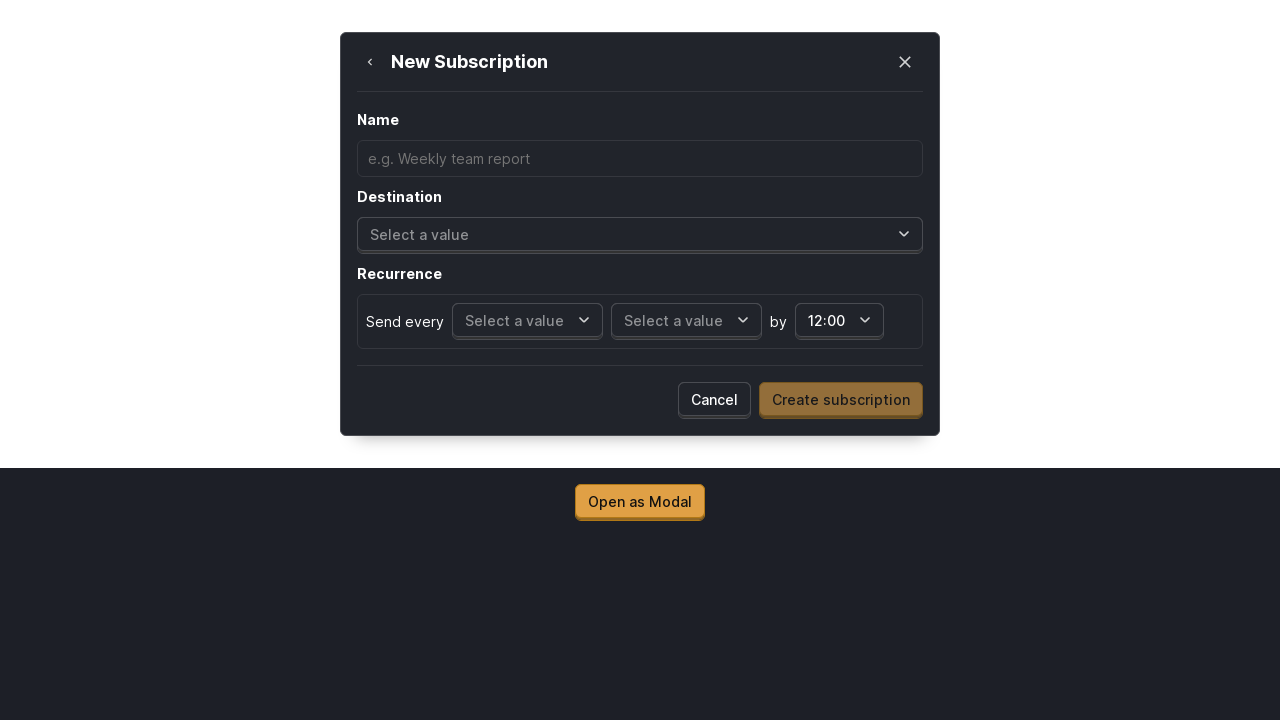 New Subscription
Name
e.g. Weekly team report
Destination
Select a value
Recurrence
Send every Select a value Select a value by 12:00
Cancel Create subscription
Open as Modal